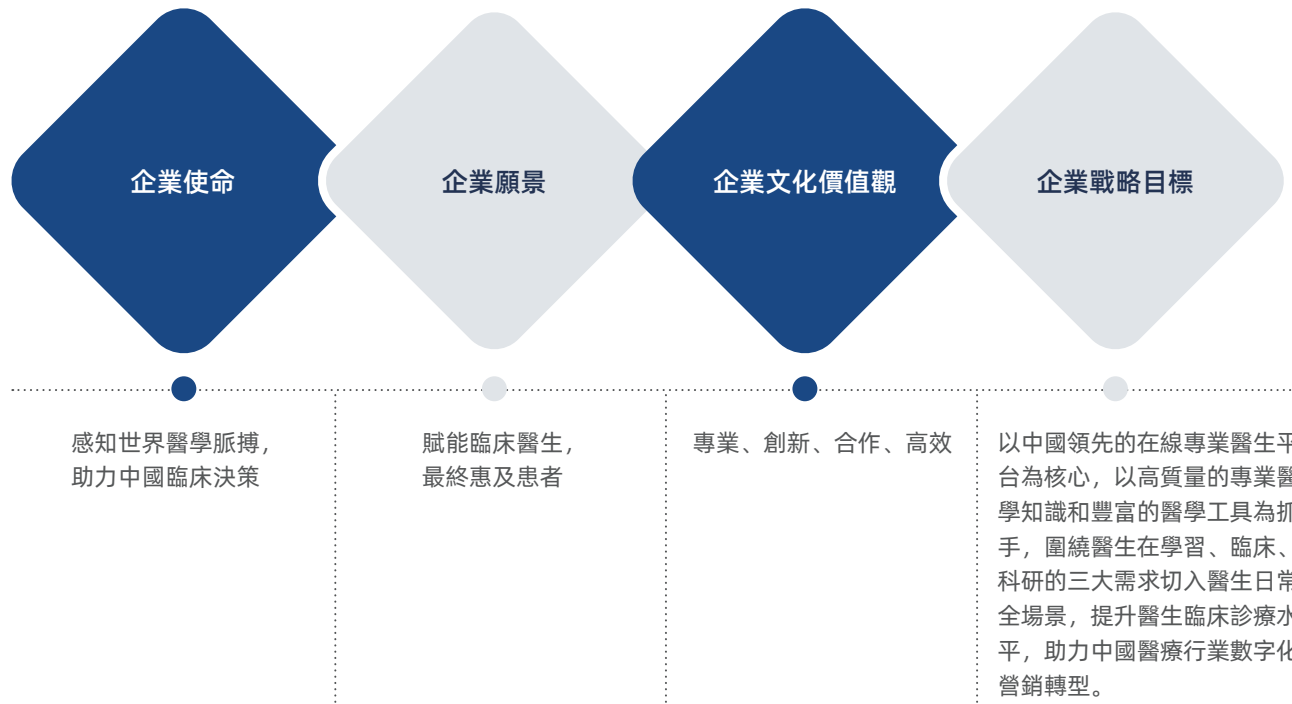 企業使命
企業願景
企業文化價值觀
企業戰略目標
感知世界醫學脈搏，
助力中國臨床決策
賦能臨床醫生，
最終惠及患者
專業、創新、合作、高效
以中國領先的在線專業醫生平
台為核心，以高質量的專業醫
學知識和豐富的醫學工具為抓
手，圍繞醫生在學習、臨床、
科研的三大需求切入醫生日常
全場景，提升醫生臨床診療水
平，助力中國醫療行業數字化
營銷轉型。